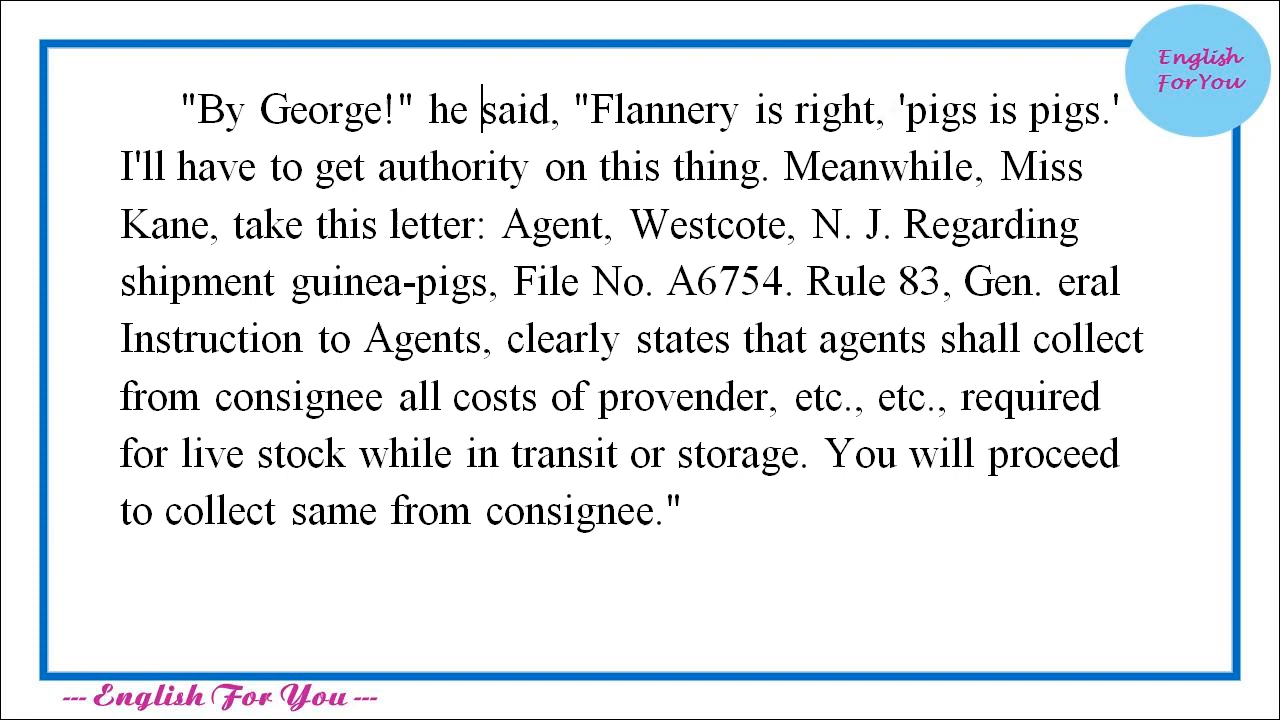 English
ForYou
"By George!" he said, "Flannery is right, 'pigs is pigs.'
I'll have to get authority on this thing. Meanwhile, Miss
Kane, take this letter: Agent, Westcote, N. J. Regarding
shipment guinea-pigs, File No. A6754. Rule 83, Gen. eral
Instruction to Agents, clearly states that agents shall collect
from consignee all costs of provender, etc., etc., required
for live stock while in transit or storage. You will proceed
to collect same from consignee."
--- English For You ---